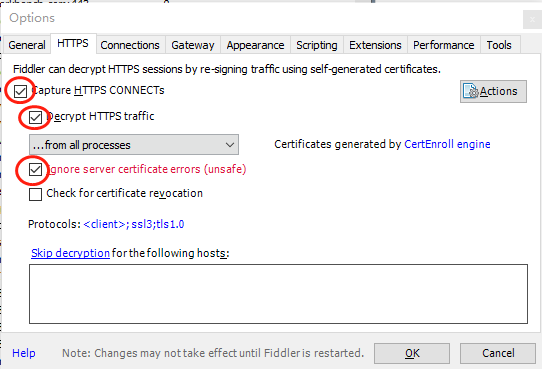 Options
General HTTPS Connections Gateway Appearance Scripting Extensions Performance Tools
Fiddler can decrypt HTTPS sessions by re-signing traffic using self-generated certificates.
Capture HTTPS CONNECTs
Actions
Decrypt HTTPS traffic
...from all processes
Certificates generated by CertEnroll engine
Ignore server certificate errors (unsafe)
Check for certificate revocation
Protocols: <client>;ssl3;tls1.0
Skip decryption for the following hosts:
Help Note: Changes may not take effect until Fiddler is restarted. OK Cancel